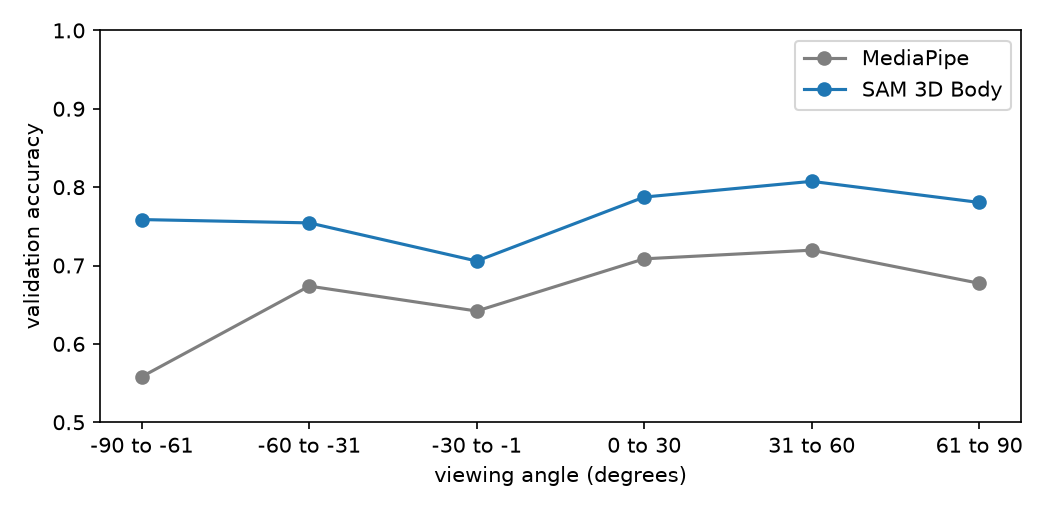 1.0
0.9
0.8
0.7
0.6
0.5
validation accuracy
MediaPipe
SAM 3D Body
-90 to -61
-60 to -31
-30 to -1
0 to 30
31 to 60
61 to 90
viewing angle (degrees)